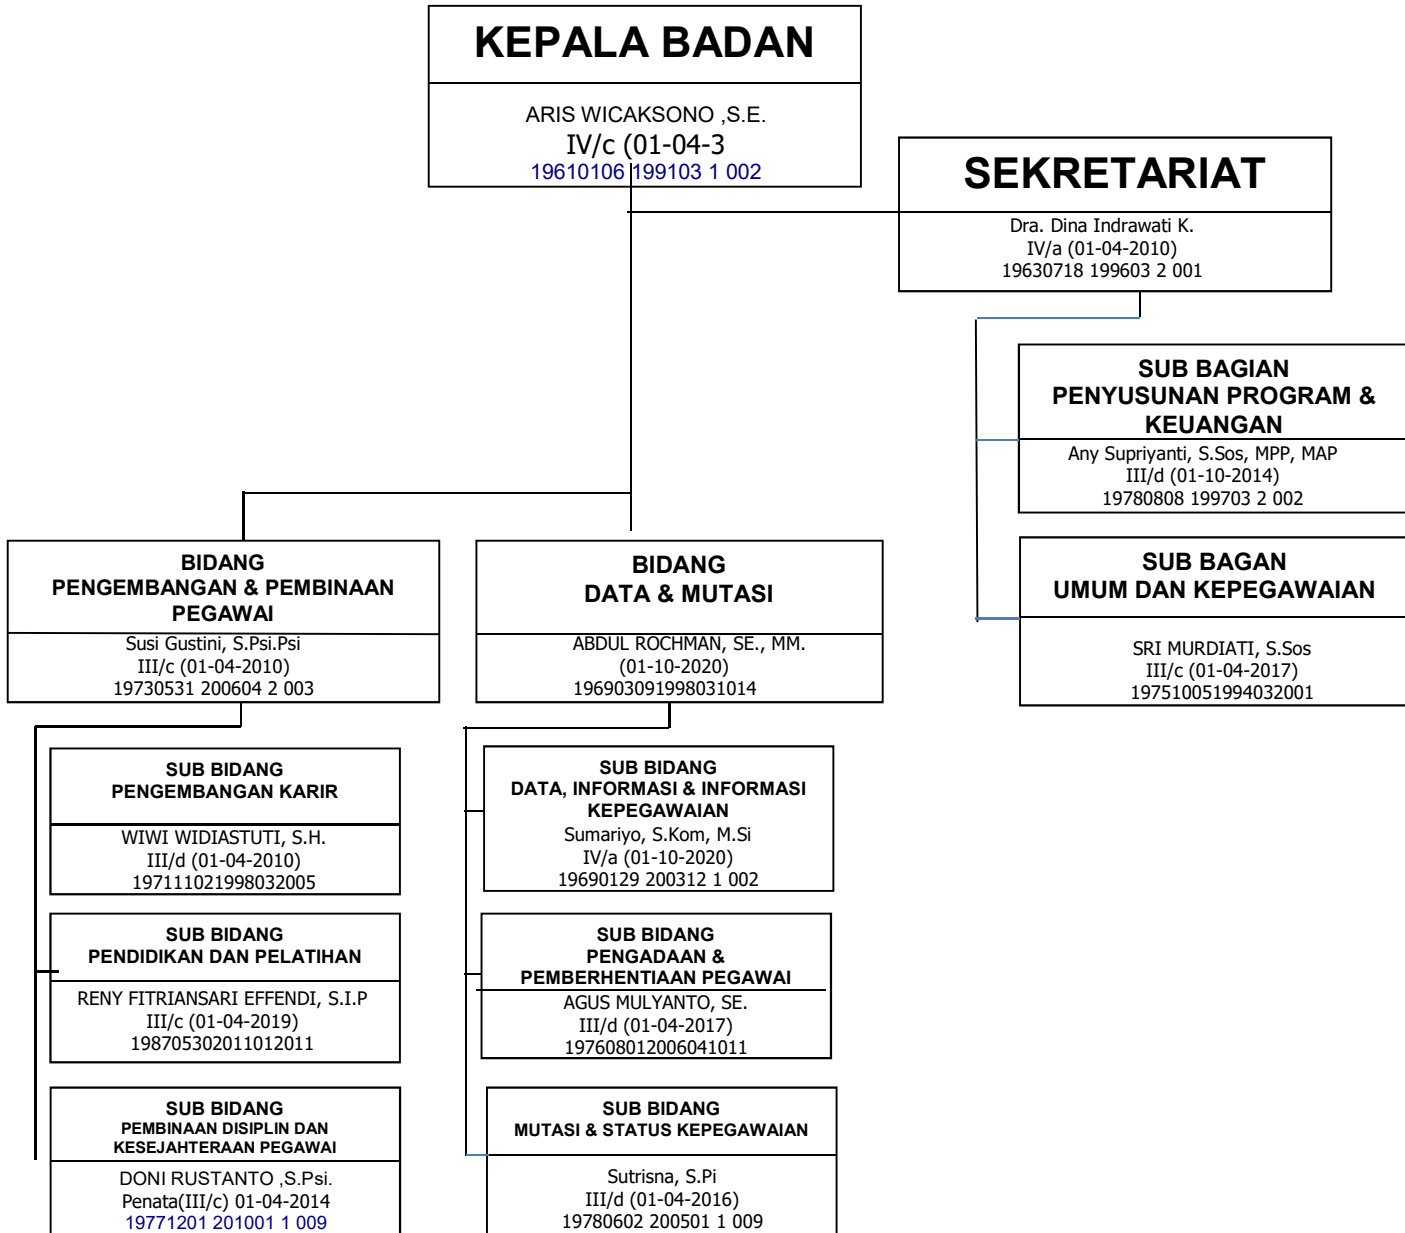 KEPALA BADAN
ARIS WICAKSONO ,S.E.
IV/c (01-04-3
19610106 199103 1 002
SEKRETARIAT
Dra. Dina Indrawati K.
IV/a (01-04-2010)
19630718 199603 2 001
SUB BAGIAN
PENYUSUNAN PROGRAM &
KEUANGAN
Any Supriyanti, S.Sos, MPP, MAP
III/d (01-10-2014)
19780808 199703 2 002
SUB BAGAN
UMUM DAN KEPEGAWAIAN
SRI MURDIATI, S.Sos
III/c (01-04-2017)
197510051994032001
BIDANG
PENGEMBANGAN & PEMBINAAN
PEGAWAI
Susi Gustini, S.Psi.Psi
III/c (01-04-2010)
19730531 200604 2 003
BIDANG
DATA & MUTASI
ABDUL ROCHMAN, SE., MM.
(01-10-2020)
196903091998031014
SUB BIDANG
PENGEMBANGAN KARIR
WIWI WIDIASTUTI, S.H.
III/d (01-04-2010)
197111021998032005
SUB BIDANG
PENDIDIKAN DAN PELATIHAN
RENY FITRIANSARI EFFENDI, S.I.P
III/c (01-04-2019)
198705302011012011
SUB BIDANG
PEMBINAAN DISIPLIN DAN
KESEJAHTERAAN PEGAWAI
DONI RUSTANTO ,S.Psi.
Penata(III/c) 01-04-2014
19771201 201001 1 009
SUB BIDANG
DATA, INFORMASI & INFORMASI
KEPEGAWAIAN
Sumariyo, S.Kom, M.Si
IV/a (01-10-2020)
19690129 200312 1 002
SUB BIDANG
PENGADAAN &
PEMBERHENTIAAN PEGAWAI
AGUS MULYANTO, SE.
III/d (01-04-2017)
197608012006041011
SUB BIDANG
MUTASI & STATUS KEPEGAWAIAN
Sutrisna, S.Pi
III/d (01-04-2016)
19780602 200501 1 009